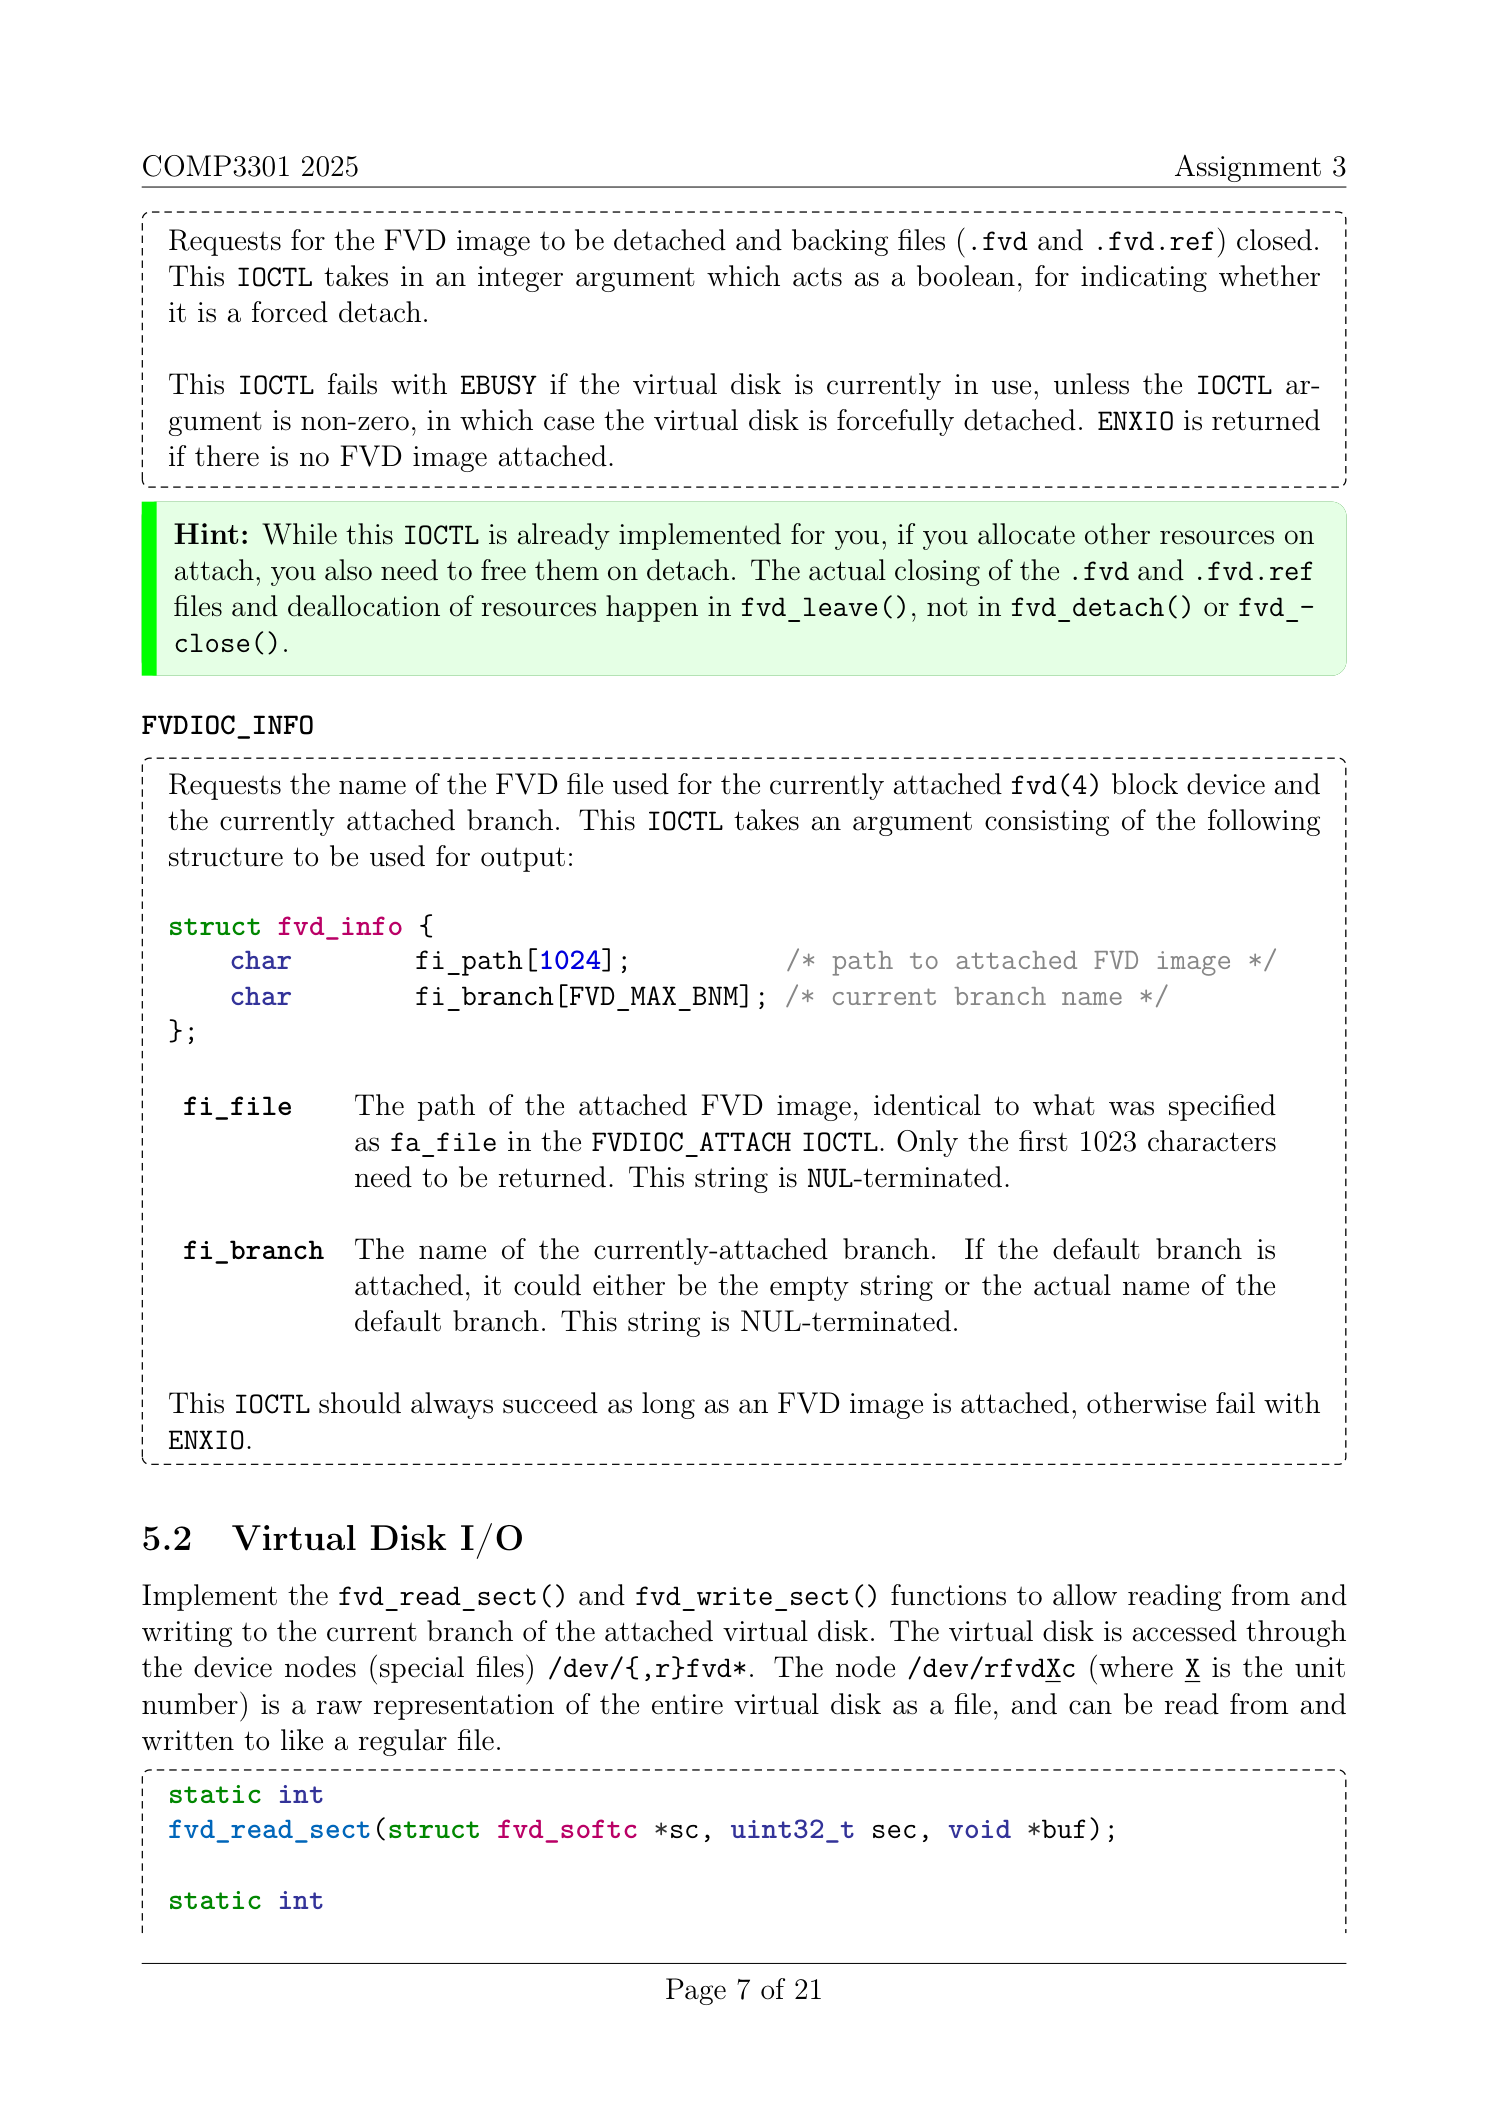 COMP3301 2025 Assignment 3
Requests for the FVD image to be detached and backing files (.fvd and .fvd.ref) closed.
This IOCTL takes in an integer argument which acts as a boolean, for indicating whether
it is a forced detach.
This IOCTL fails with EBUSY if the virtual disk is currently in use, unless the IOCTL ar-
gument is non-zero, in which case the virtual disk is forcefully detached. ENXIO is returned
if there is no FVD image attached.
Hint: While this IOCTL is already implemented for you, if you allocate other resources on
attach, you also need to free them on detach. The actual closing of the .fvd and .fvd.ref
files and deallocation of resources happen in fvd_leave(), not in fvd_detach() or fvd_-
close().
FVDIOC_INFO
Requests the name of the FVD file used for the currently attached fvd(4) block device and
the currently attached branch. This IOCTL takes an argument consisting of the following
structure to be used for output:
struct fvd_info {
    char        fi_path[1024];          /* path to attached FVD image */
    char        fi_branch[FVD_MAX_BNM]; /* current branch name */
};
fi_file The path of the attached FVD image, identical to what was specified
as fa_file in the FVDIOC_ATTACH IOCTL. Only the first 1023 characters
need to be returned. This string is NUL-terminated.
fi_branch The name of the currently-attached branch. If the default branch is
attached, it could either be the empty string or the actual name of the
default branch. This string is NUL-terminated.
This IOCTL should always succeed as long as an FVD image is attached, otherwise fail with
ENXIO.
5.2 Virtual Disk I/O
Implement the fvd_read_sect() and fvd_write_sect() functions to allow reading from and
writing to the current branch of the attached virtual disk. The virtual disk is accessed through
the device nodes (special files) /dev/{,r}fvd*. The node /dev/rfvdXc (where X is the unit
number) is a raw representation of the entire virtual disk as a file, and can be read from and
written to like a regular file.
static int
fvd_read_sect(struct fvd_softc *sc, uint32_t sec, void *buf);
static int
Page 7 of 21